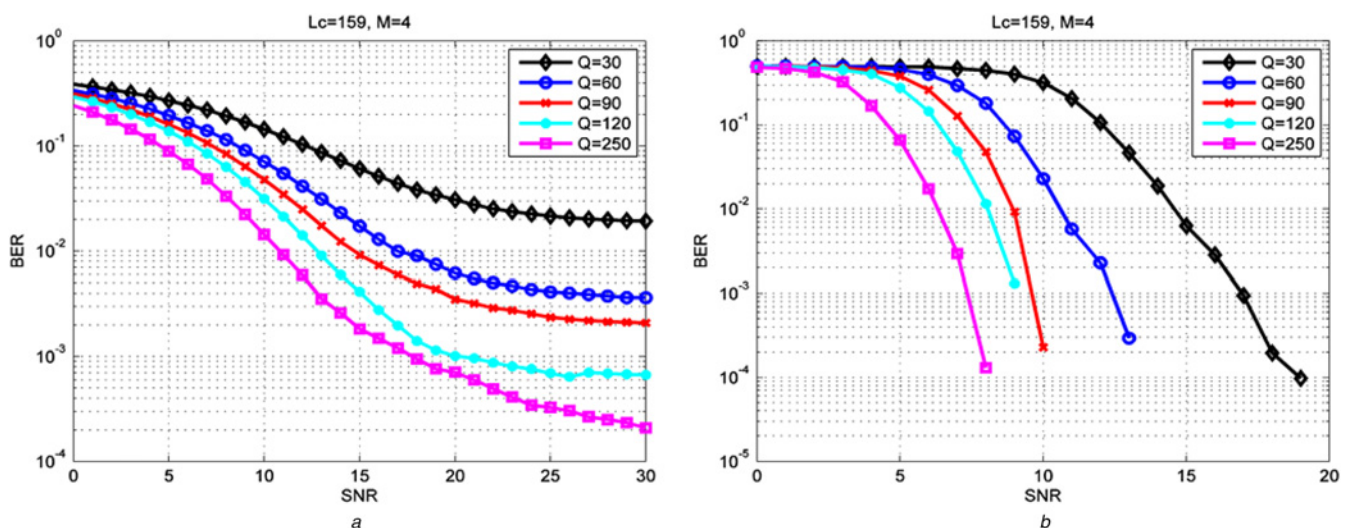 Lc=159, M=4
10^0
10^-1
10^-2
10^-3
10^-4
BER
0 5 10 15 20 25 30
SNR
Q=30
Q=60
Q=90
Q=120
Q=250
a
Lc=159, M=4
10^0
10^-1
10^-2
10^-3
10^-4
10^-5
BER
0 5 10 15 20
SNR
Q=30
Q=60
Q=90
Q=120
Q=250
b